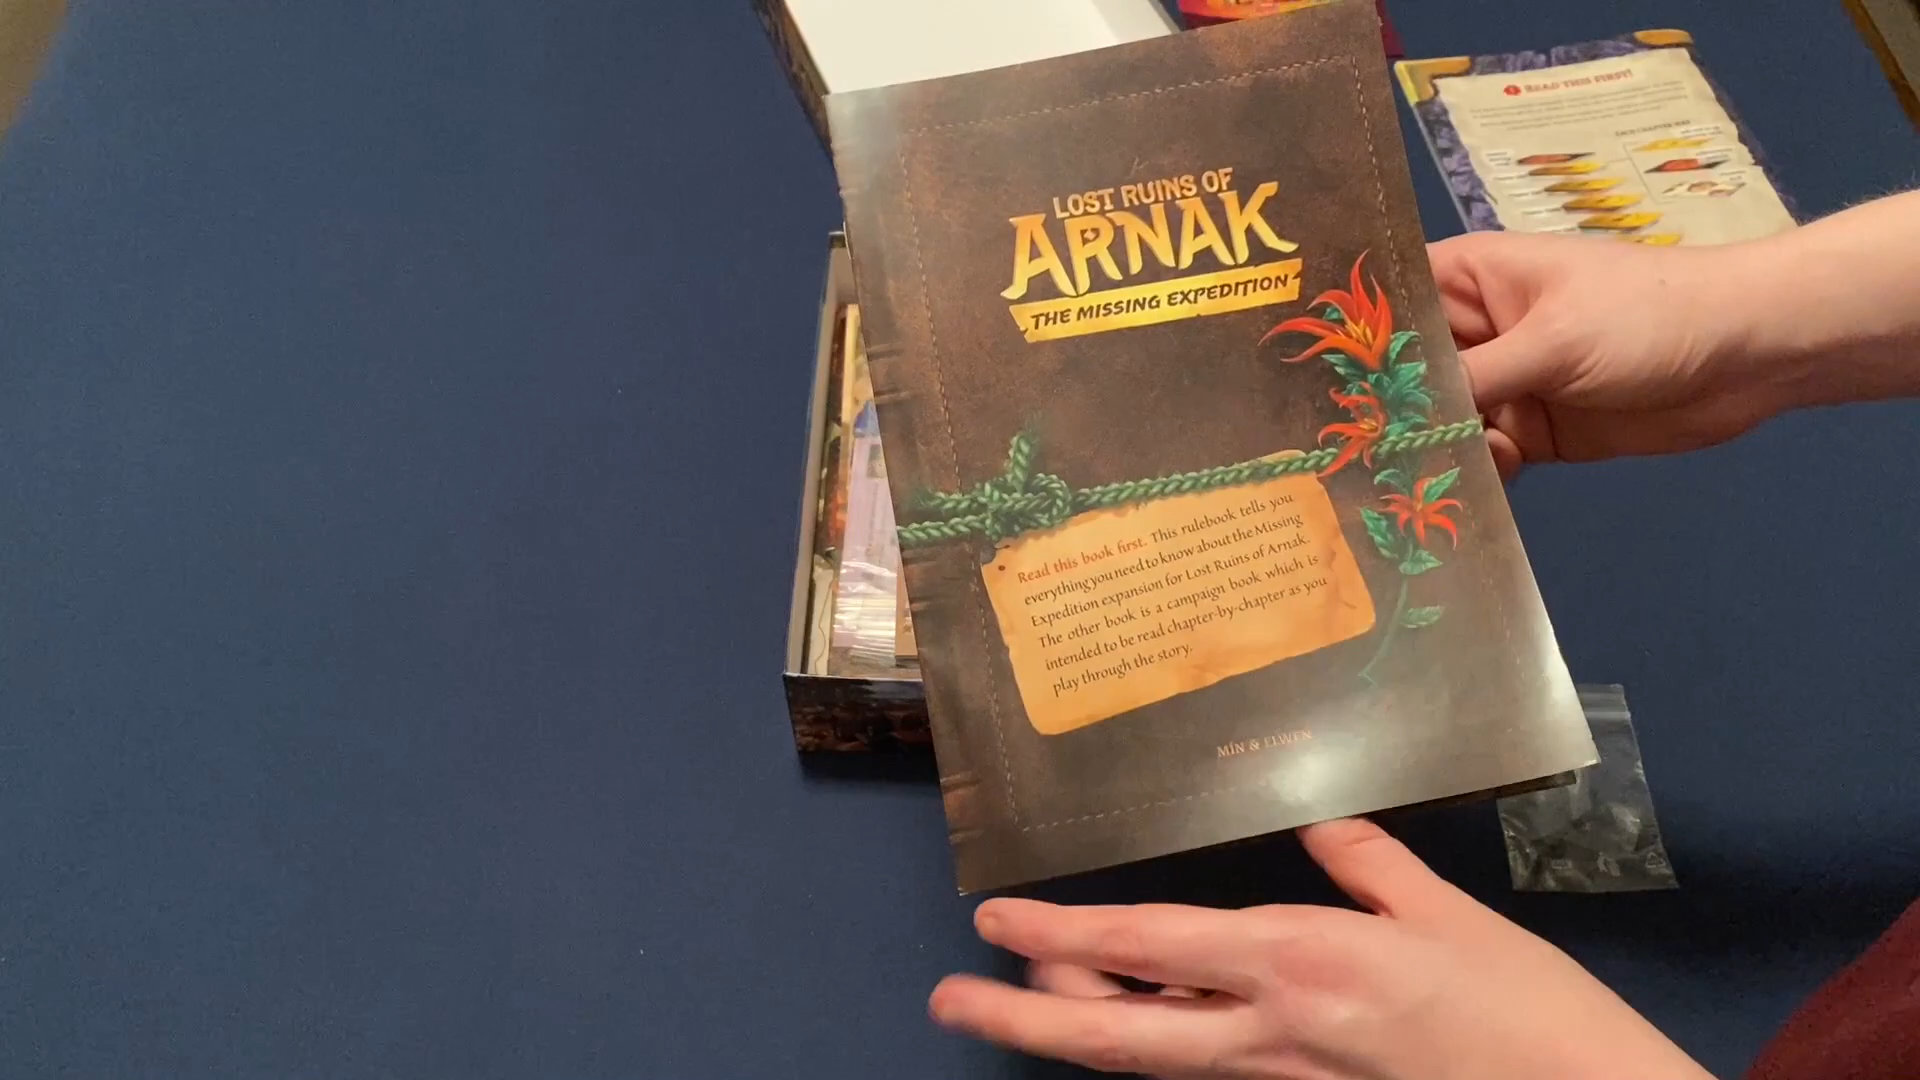 LOST RUINS OF
ARNAK
THE MISSING EXPEDITION
Read this book first. This rulebook tells you
everything you need to know about the Missing
Expedition expansion for Lost Ruins of Arnak.
The other book is a campaign book which is
intended to be read chapter-by-chapter as you
play through the story.
MÍN & ELWEN
READ THIS FIRST!